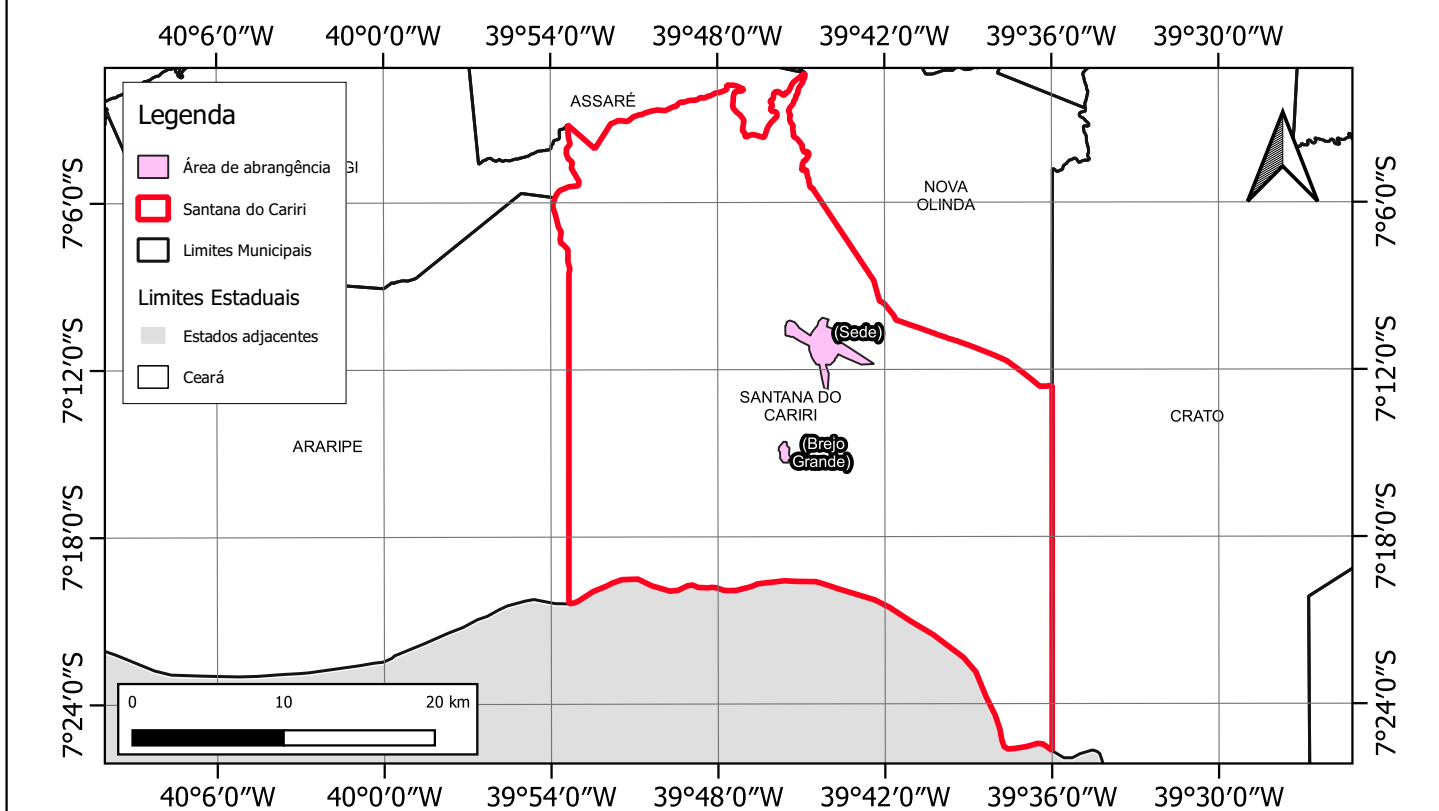 40°6′0″W 40°0′0″W 39°54′0″W 39°48′0″W 39°42′0″W 39°36′0″W 39°30′0″W
Legenda
Área de abrangência
Santana do Cariri
Limites Municipais
Limites Estaduais
Estados adjacentes
Ceará
GI
ASSARÉ
NOVA
OLINDA
(Sede)
SANTANA DO
CARIRI
(Brejo
Grande)
ARARIPE
CRATO
7°6′0″S
7°12′0″S
7°18′0″S
7°24′0″S
7°6′0″S
7°12′0″S
7°18′0″S
7°24′0″S
0 10 20 km
40°6′0″W 40°0′0″W 39°54′0″W 39°48′0″W 39°42′0″W 39°36′0″W 39°30′0″W